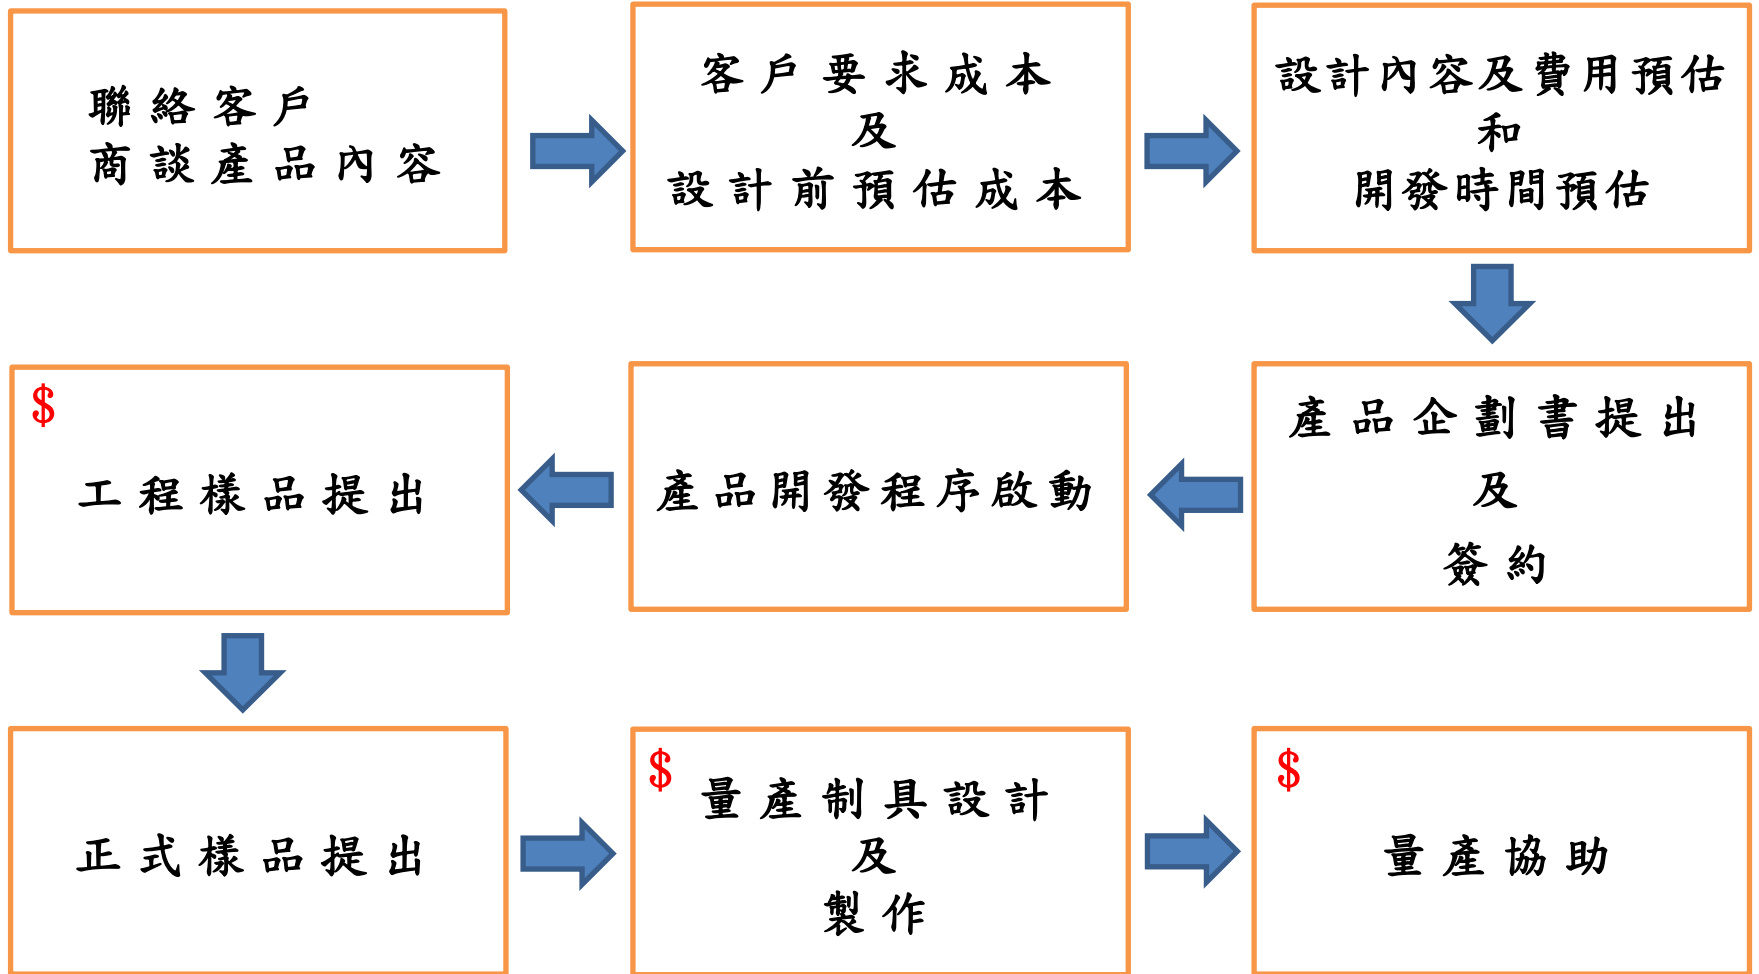 聯絡客戶
商談產品內容
客戶要求成本
及
設計前預估成本
設計內容及費用預估
和
開發時間預估
產品企劃書提出
及
簽約
產品開發程序啟動
$
工程樣品提出
正式樣品提出
$
量產制具設計
及
製作
$
量產協助